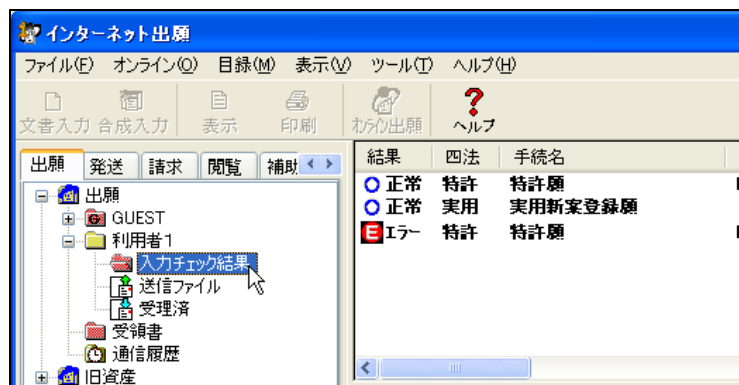 インターネット出願
ファイル(F) オンライン(O) 目録(M) 表示(V) ツール(T) ヘルプ(H)
文書入力 合成入力 表示 印刷 オンライン出願 ヘルプ
出願 発送 請求 閲覧 補助
結果 四法 手続名
正常 特許 特許願
正常 実用 実用新案登録願
エラー 特許 特許願
出願
GUEST
利用者1
入力チェック結果
送信ファイル
受理済
受領書
通信履歴
旧資産